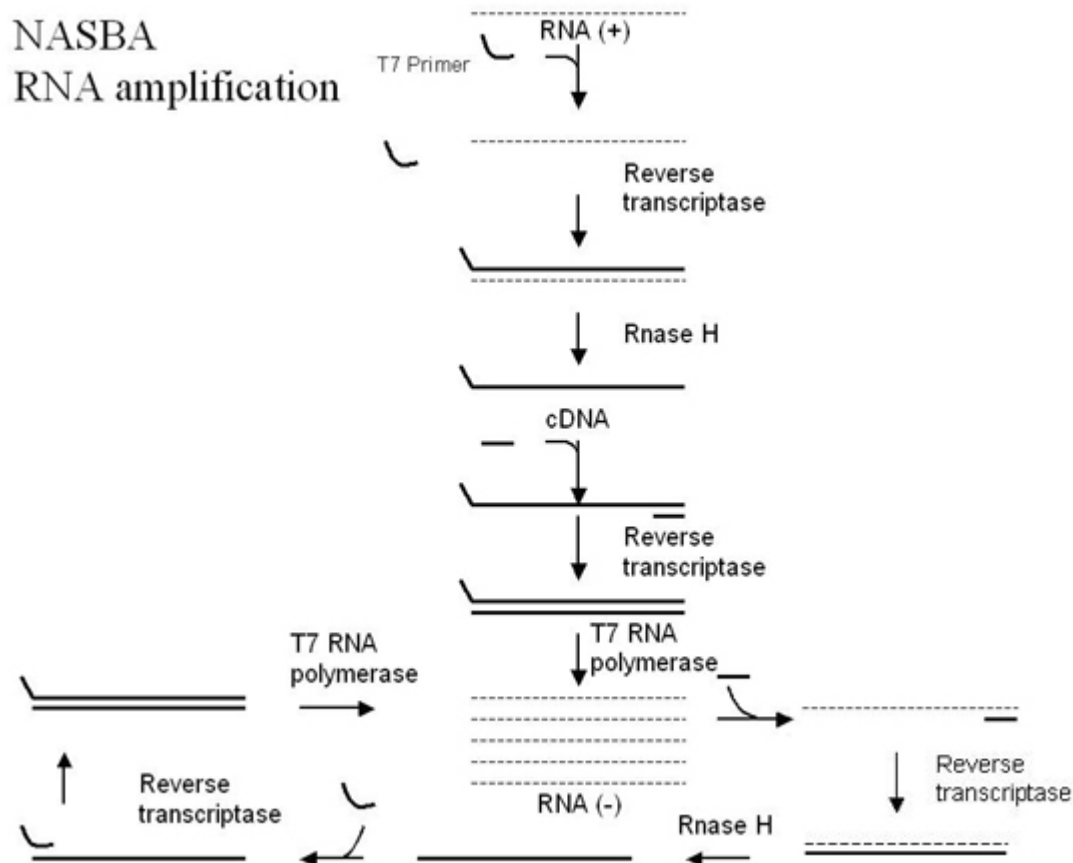 NASBA
RNA amplification
RNA (+)
T7 Primer
Reverse
transcriptase
Rnase H
cDNA
Reverse
transcriptase
T7 RNA
polymerase
T7 RNA
polymerase
Reverse
transcriptase
RNA (-)
Rnase H
Reverse
transcriptase